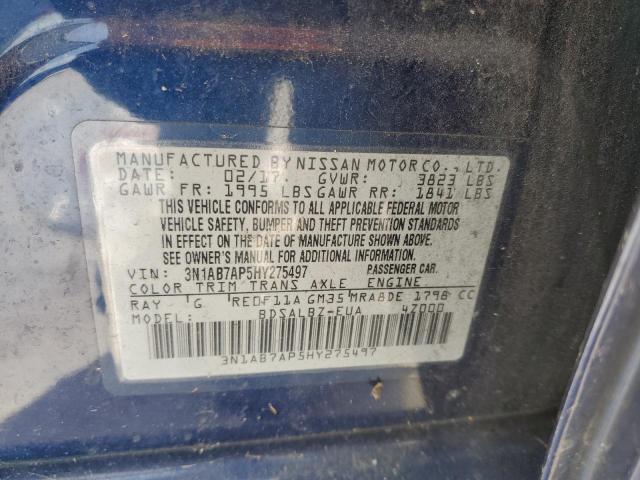 MANUFACTURED BY NISSAN MOTOR CO., LTD.
DATE: 02/17 GVWR: 3823 LBS
GAWR FR: 1995 LBS GAWR RR: 1841 LBS
THIS VEHICLE CONFORMS TO ALL APPLICABLE FEDERAL MOTOR
VEHICLE SAFETY, BUMPER AND THEFT PREVENTION STANDARDS
IN EFFECT ON THE DATE OF MANUFACTURE SHOWN ABOVE.
SEE OWNER'S MANUAL FOR ADDITIONAL INFORMATION.
VIN: 3N1AB7AP5HY275497 PASSENGER CAR.
COLOR TRIM TRANS AXLE ENGINE
RAY G RE0F11A GM35 MRA8DE 1798 CC
MODEL: BDSALBZ-EUA 4Z000
3N1AB7AP5HY275497